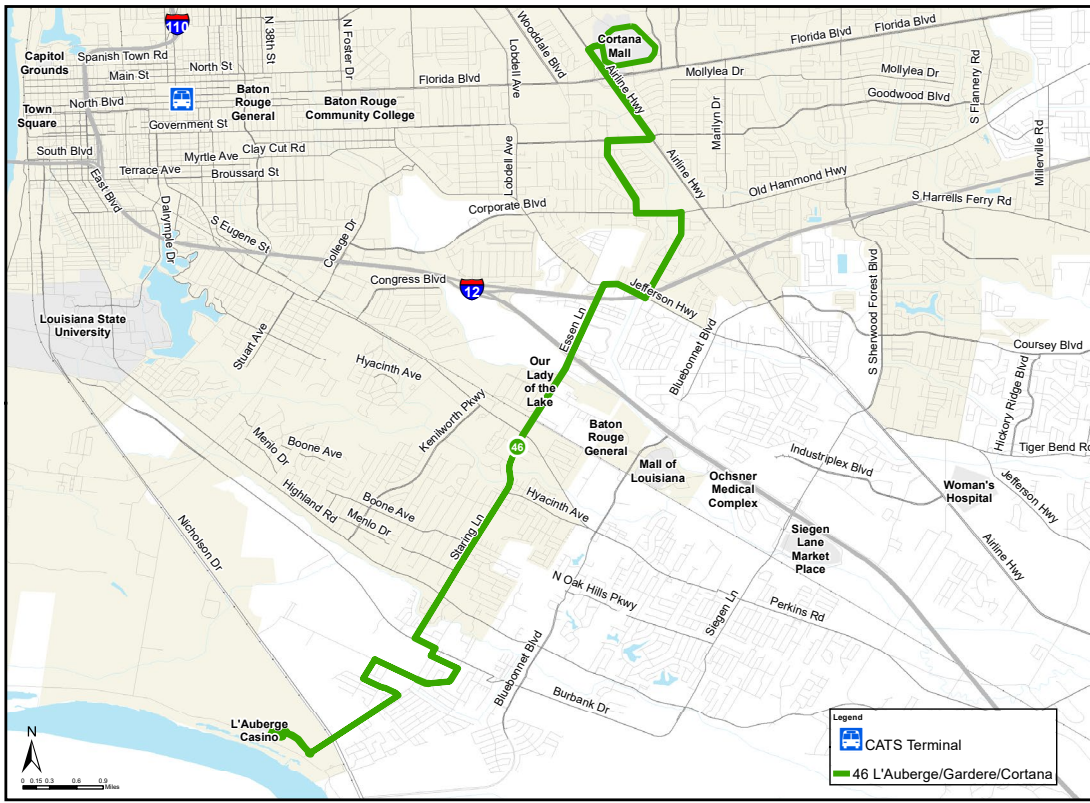 110
N 38th St
N Foster Dr
Wooddale Blvd
Lobdell Ave
Cortana
Mall
Florida Blvd
Florida Blvd
Capitol
Grounds
Spanish Town Rd
North St
Main St
Florida Blvd
Airline Hwy
Mollylea Dr
Mollylea Dr
Goodwood Blvd
S Flannery Rd
Millerville Rd
Town
Square
North Blvd
Baton
Rouge
General
Baton Rouge
Community College
Government St
Marilyn Dr
South Blvd
Clay Cut Rd
Myrtle Ave
Terrace Ave
Broussard St
Lobdell Ave
Airline Hwy
Old Hammond Hwy
East Blvd
Dalrymple Dr
S Eugene St
College Dr
Corporate Blvd
S Harrells Ferry Rd
Congress Blvd
12
Jefferson Hwy
S Sherwood Forest Blvd
Louisiana State
University
Stuart Ave
Hyacinth Ave
Essen Ln
Bluebonnet Blvd
Coursey Blvd
Our
Lady
of the
Lake
Hickory Ridge Blvd
Kenilworth Pkwy
Baton
Rouge
General
46
Menlo Dr
Boone Ave
Industriplex Blvd
Tiger Bend Rd
Mall of
Louisiana
Ochsner
Medical
Complex
Woman's
Hospital
Jefferson Hwy
Highland Rd
Boone Ave
Menlo Dr
Hyacinth Ave
Siegen
Lane
Market
Place
Airline Hwy
Nicholson Dr
Staring Ln
N Oak Hills Pkwy
Perkins Rd
Siegen Ln
Bluebonnet Blvd
Burbank Dr
L'Auberge
Casino
N
0 0.15 0.3 0.6 0.9
Miles
Legend
CATS Terminal
46 L'Auberge/Gardere/Cortana